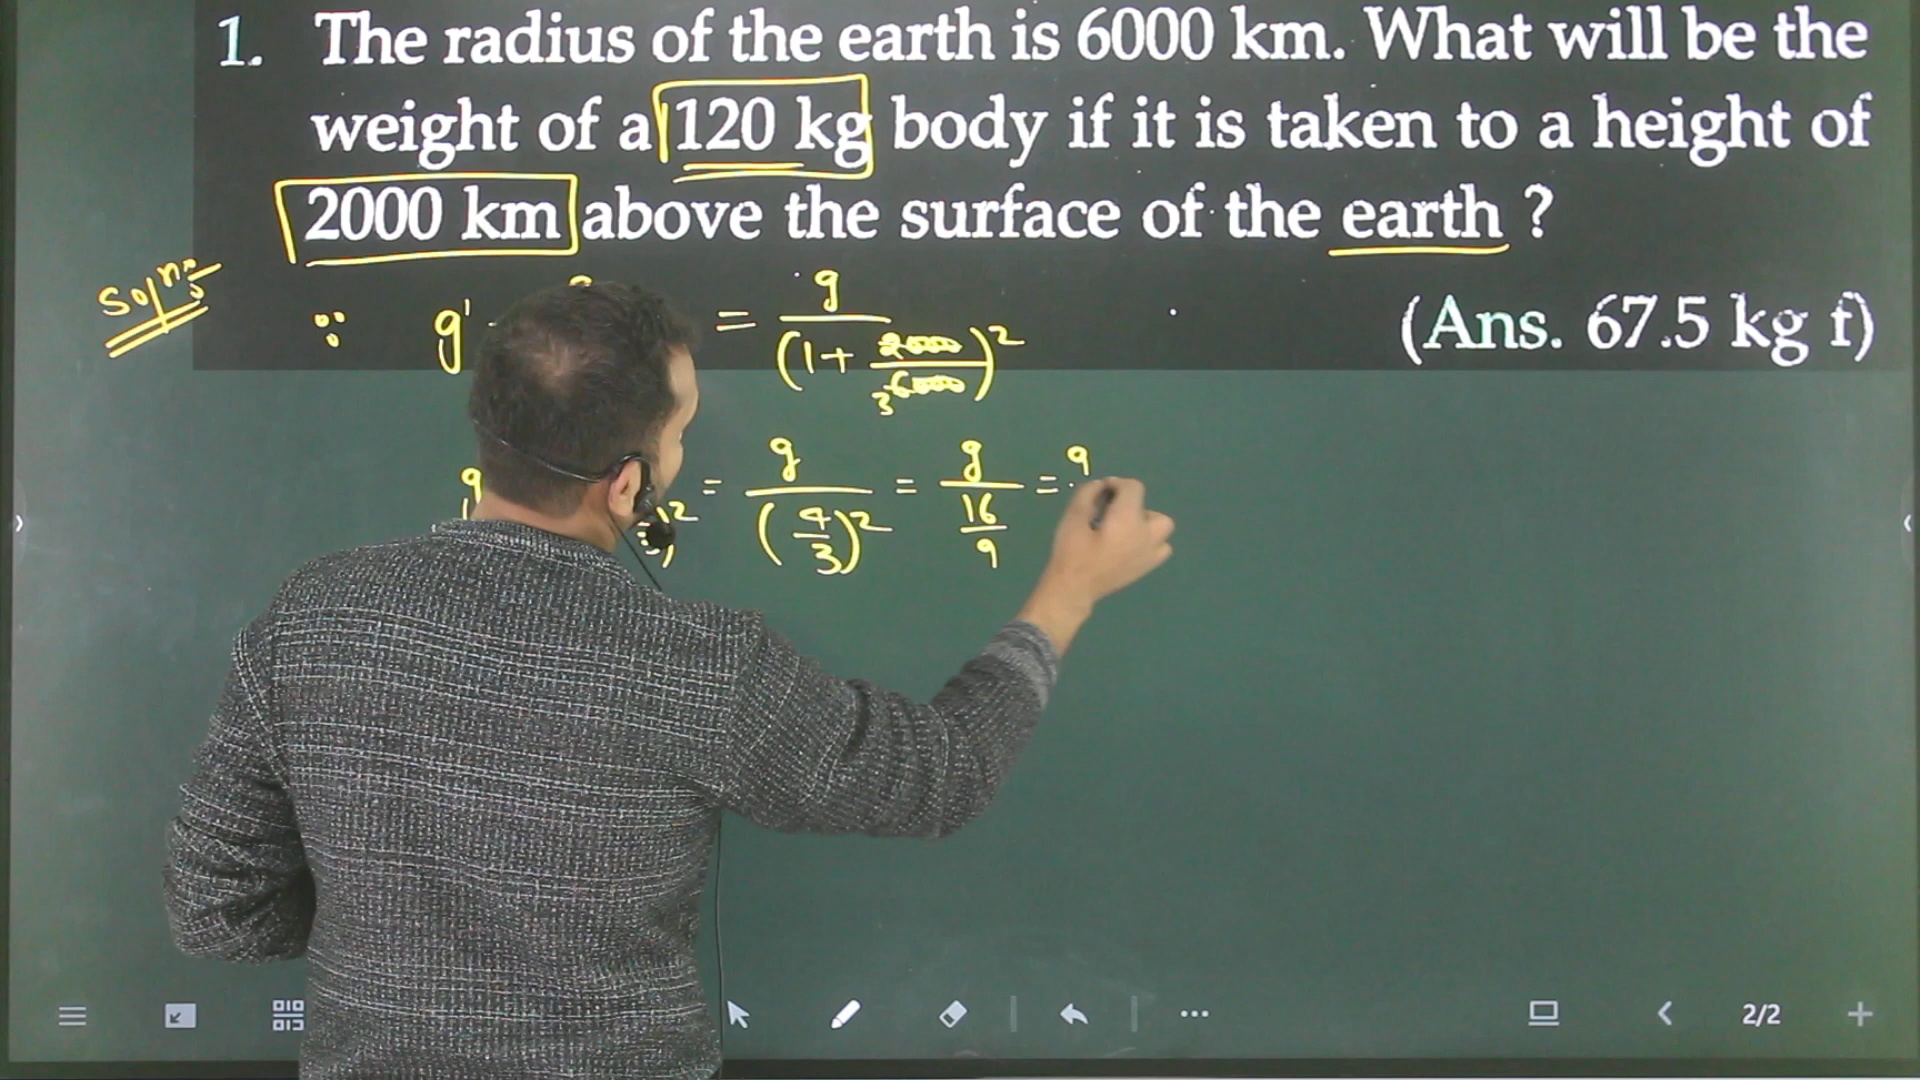 1. The radius of the earth is 6000 km. What will be the
weight of a 120 kg body if it is taken to a height of
2000 km above the surface of the earth ?
(Ans. 67.5 kg f)
Soln:
∵ g' = g/(1+2000/6000)² 3
= g/(4/3)² = g/(16/9) = 9
2/2